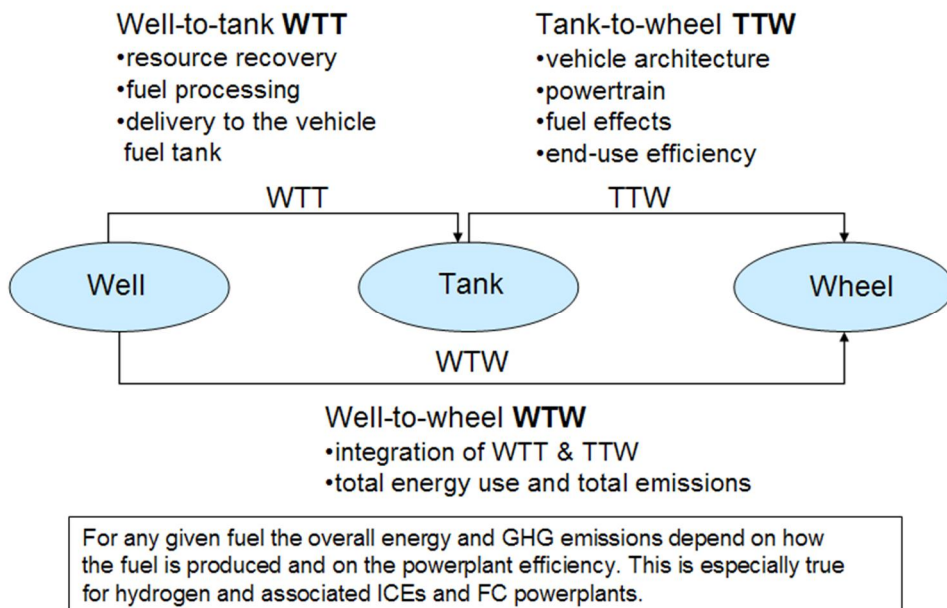 Well-to-tank WTT
•resource recovery
•fuel processing
•delivery to the vehicle
fuel tank
Tank-to-wheel TTW
•vehicle architecture
•powertrain
•fuel effects
•end-use efficiency
WTT
TTW
Well
Tank
Wheel
WTW
Well-to-wheel WTW
•integration of WTT & TTW
•total energy use and total emissions
For any given fuel the overall energy and GHG emissions depend on how
the fuel is produced and on the powerplant efficiency. This is especially true
for hydrogen and associated ICEs and FC powerplants.